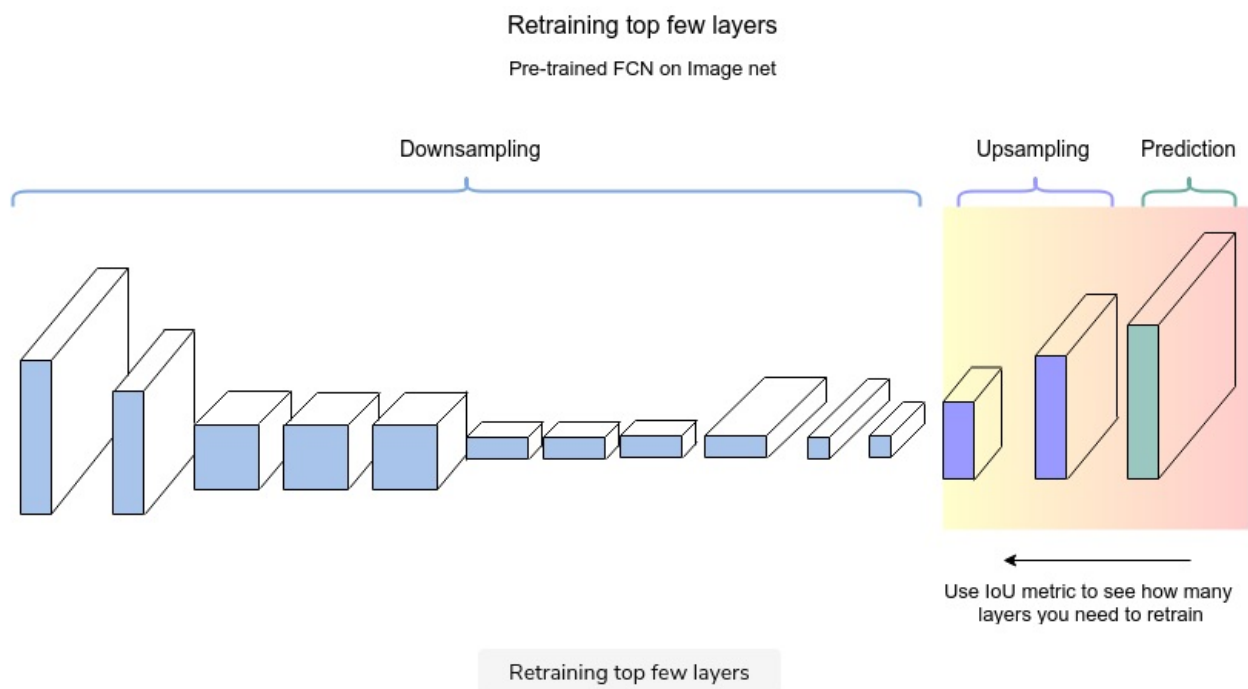 Retraining top few layers
Pre-trained FCN on Image net
Downsampling
Upsampling
Prediction
Use IoU metric to see how many
layers you need to retrain
Retraining top few layers